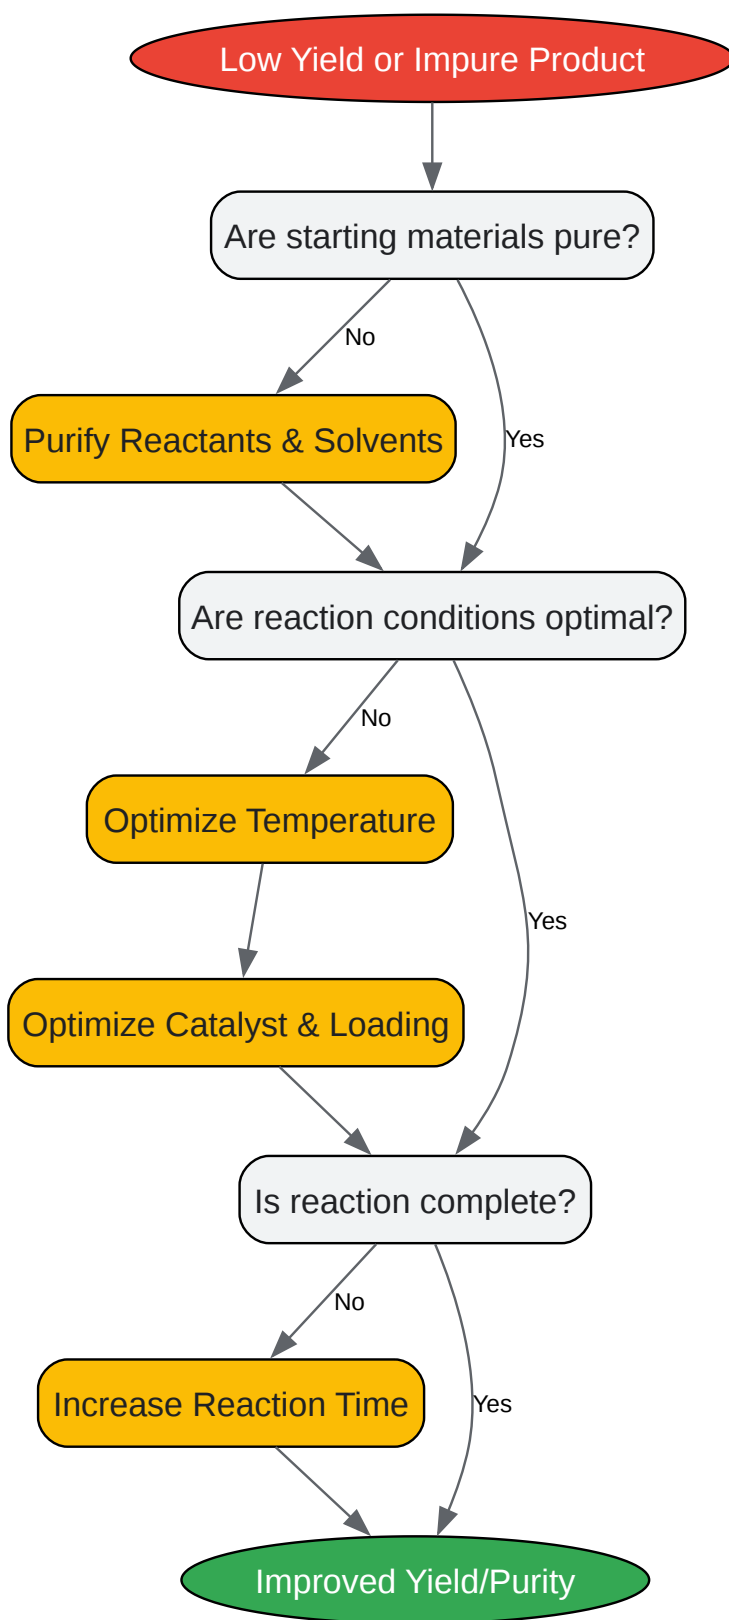 Low Yield or Impure Product
Are starting materials pure?
No
Purify Reactants & Solvents
Yes
Are reaction conditions optimal?
No
Optimize Temperature
Yes
Optimize Catalyst & Loading
Is reaction complete?
No
Increase Reaction Time
Yes
Improved Yield/Purity